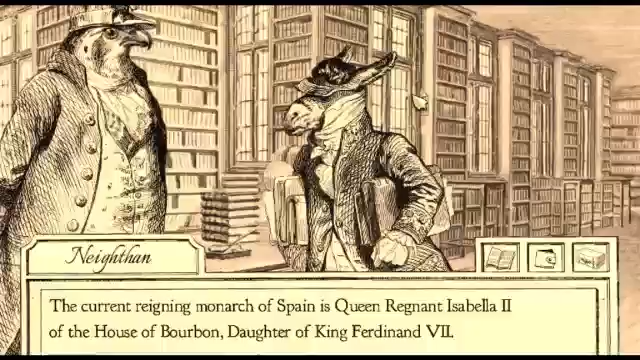 Neighthan
The current reigning monarch of Spain is Queen Regnant Isabella II
of the House of Bourbon, Daughter of King Ferdinand VII.